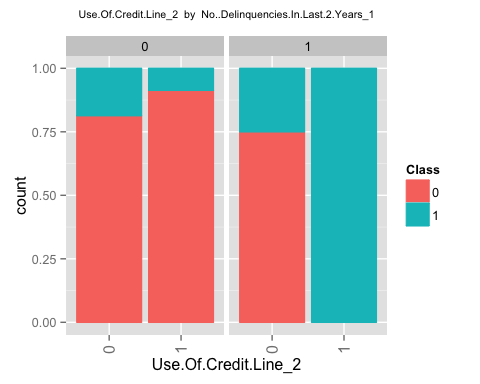 Use.Of.Credit.Line_2 by No..Delinquencies.In.Last.2.Years_1
0 1
1.00
0.75
0.50
0.25
0.00
count
0 1 0 1
Use.Of.Credit.Line_2
Class
0
1